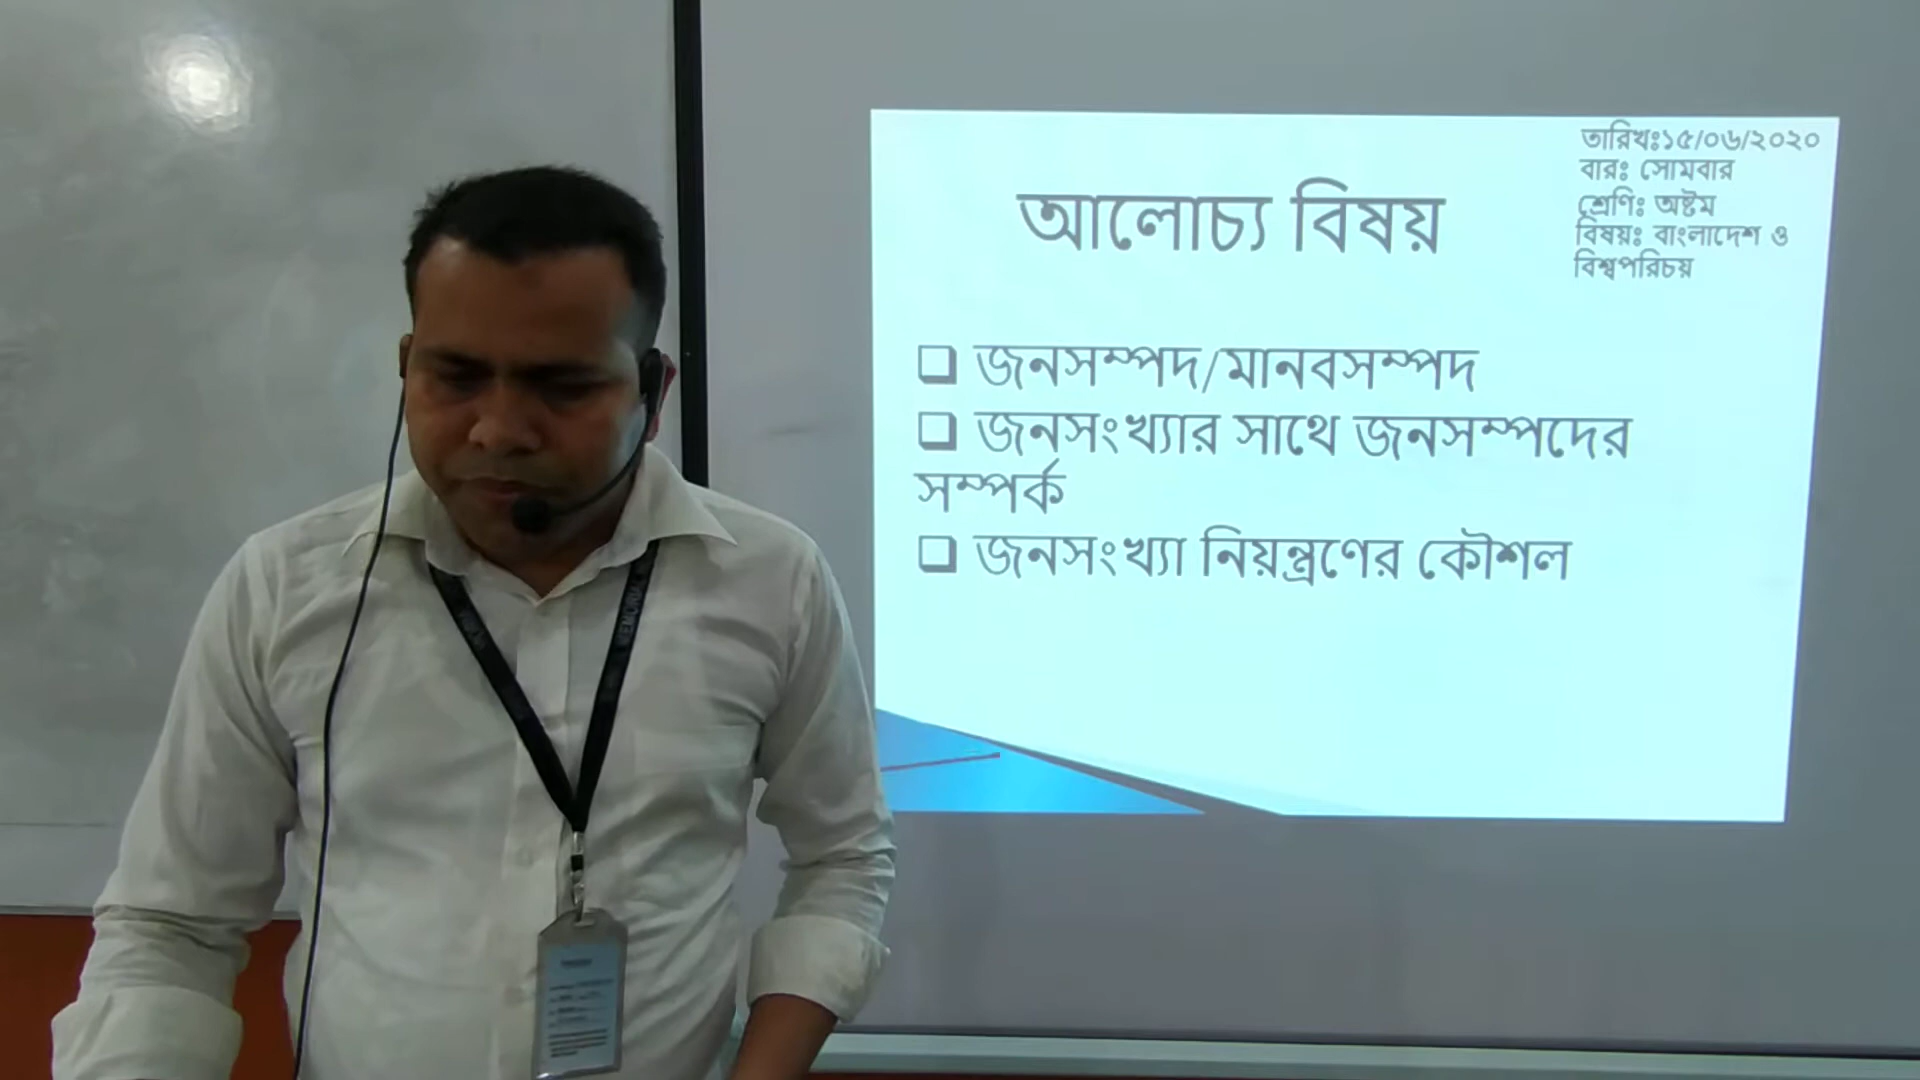 তারিখঃ১৫/০৬/২০২০
বারঃ সোমবার
শ্রেণিঃ অষ্টম
বিষয়ঃ বাংলাদেশ ও
বিশ্বপরিচয়
আলোচ্য বিষয়
জনসম্পদ/মানবসম্পদ
জনসংখ্যার সাথে জনসম্পদের
সম্পর্ক
জনসংখ্যা নিয়ন্ত্রণের কৌশল
MEMORIAL